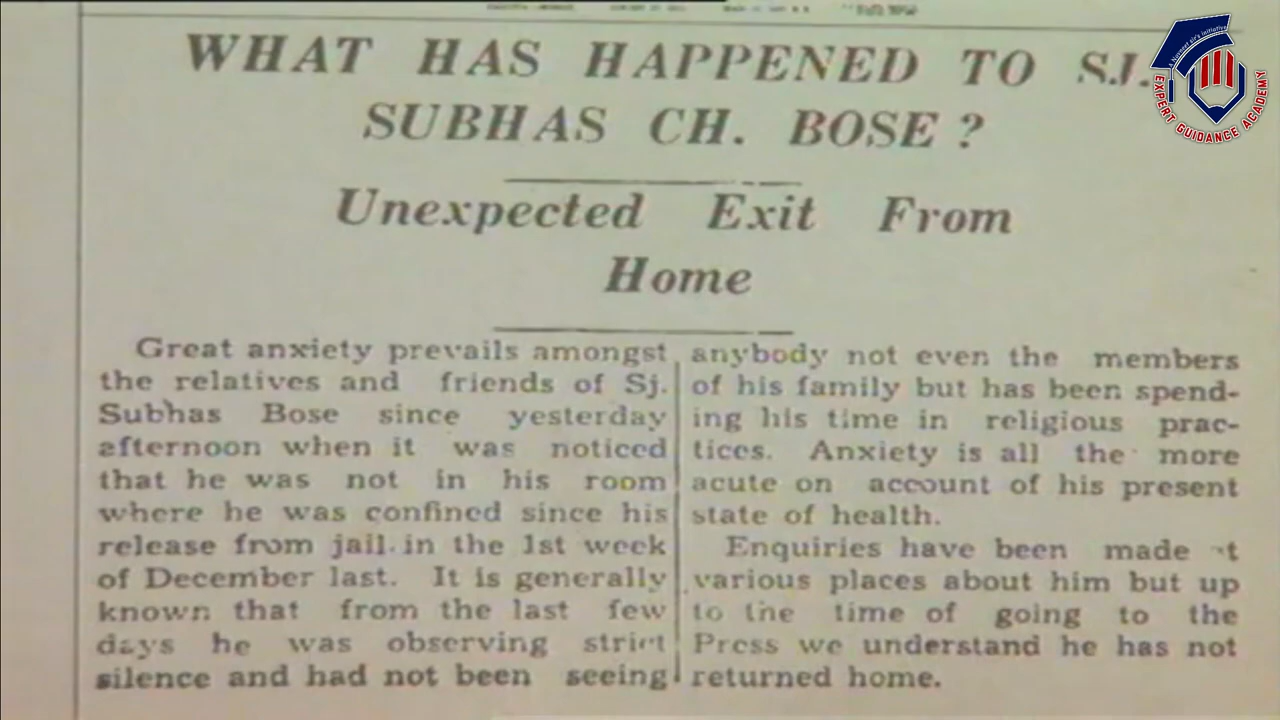 WHAT HAS HAPPENED TO SJ.
SUBHAS CH. BOSE ?
Unexpected Exit From
Home
Great anxiety prevails amongst
the relatives and friends of Sj.
Subhas Bose since yesterday
afternoon when it was noticed
that he was not in his room
where he was confined since his
release from jail in the 1st week
of December last. It is generally
known that from the last few
days he was observing strict
silence and had not been seeing
anybody not even the members
of his family but has been spend-
ing his time in religious prac-
tices. Anxiety is all the more
acute on account of his present
state of health.
Enquiries have been made at
various places about him but up
to the time of going to the
Press we understand he has not
returned home.
EXPERT GUIDANCE ACADEMY